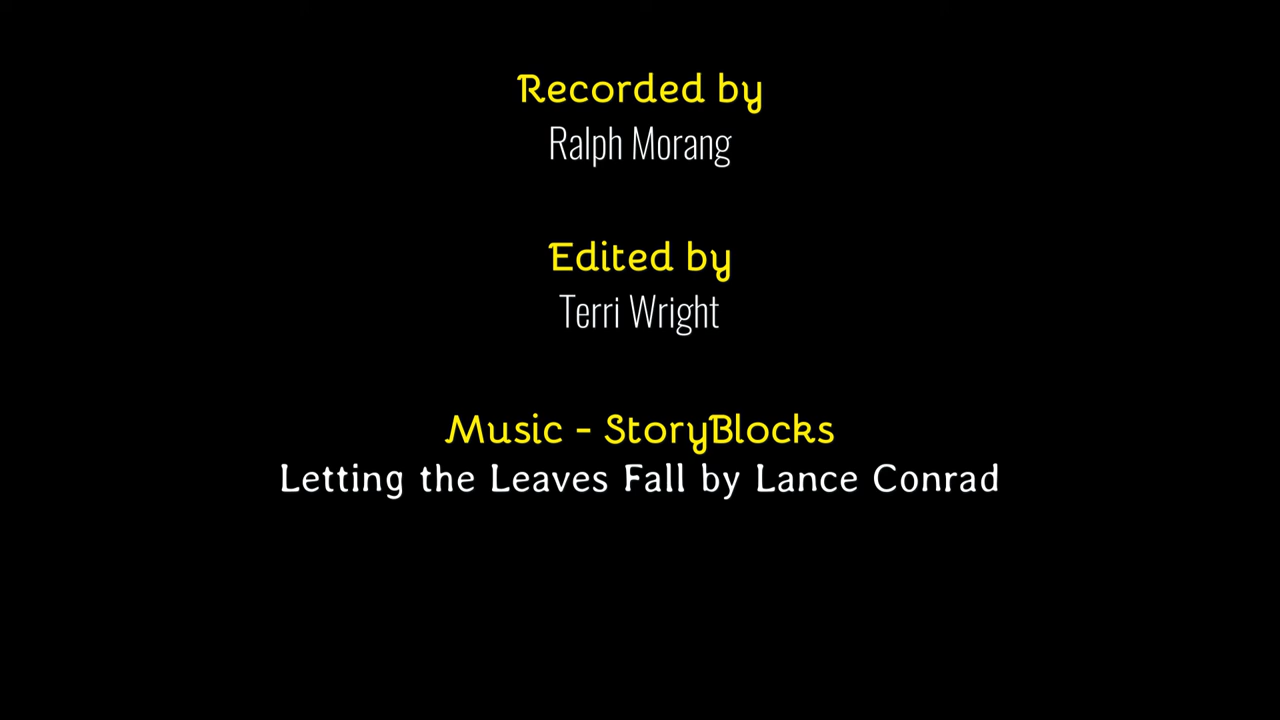 Recorded by
Ralph Morang
Edited by
Terri Wright
Music - StoryBlocks
Letting the Leaves Fall by Lance Conrad